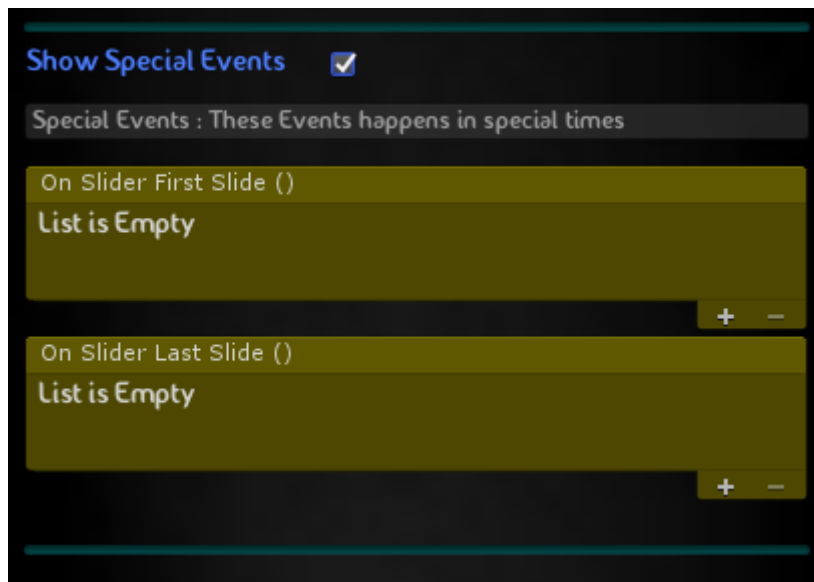 Show Special Events
Special Events : These Events happens in special times
On Slider First Slide ()
List is Empty
+ −
On Slider Last Slide ()
List is Empty
+ −